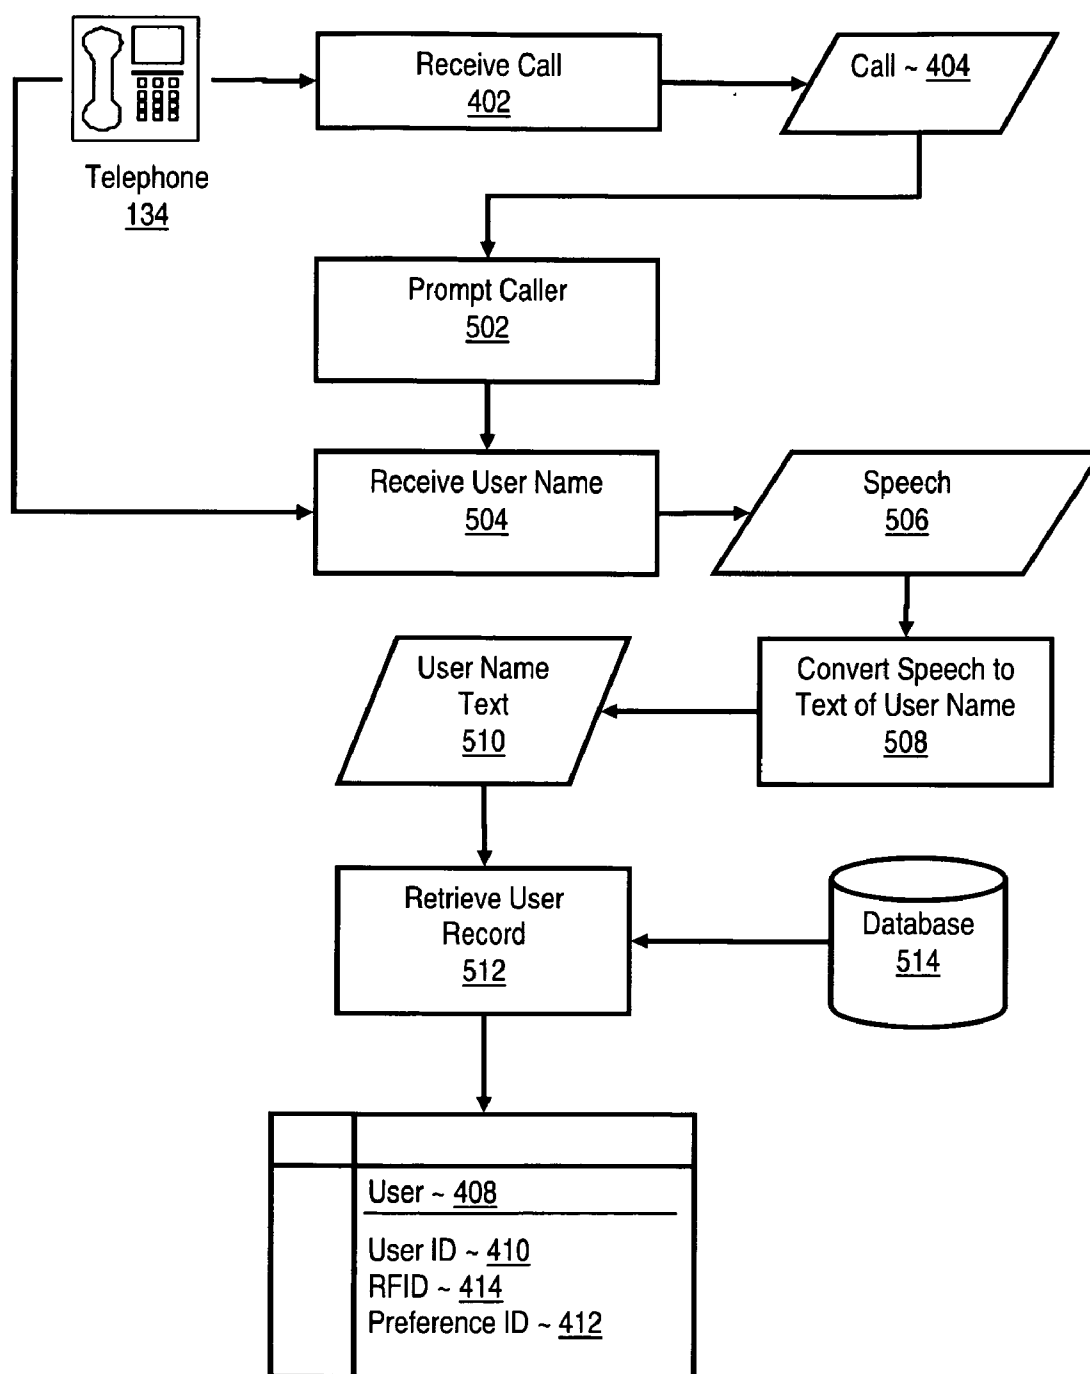 Receive Call
402
Call ~ 404
Telephone
134
Prompt Caller
502
Receive User Name
504
Speech
506
User Name
Text
510
Convert Speech to
Text of User Name
508
Retrieve User
Record
512
Database
514
User ~ 408
User ID ~ 410
RFID ~ 414
Preference ID ~ 412